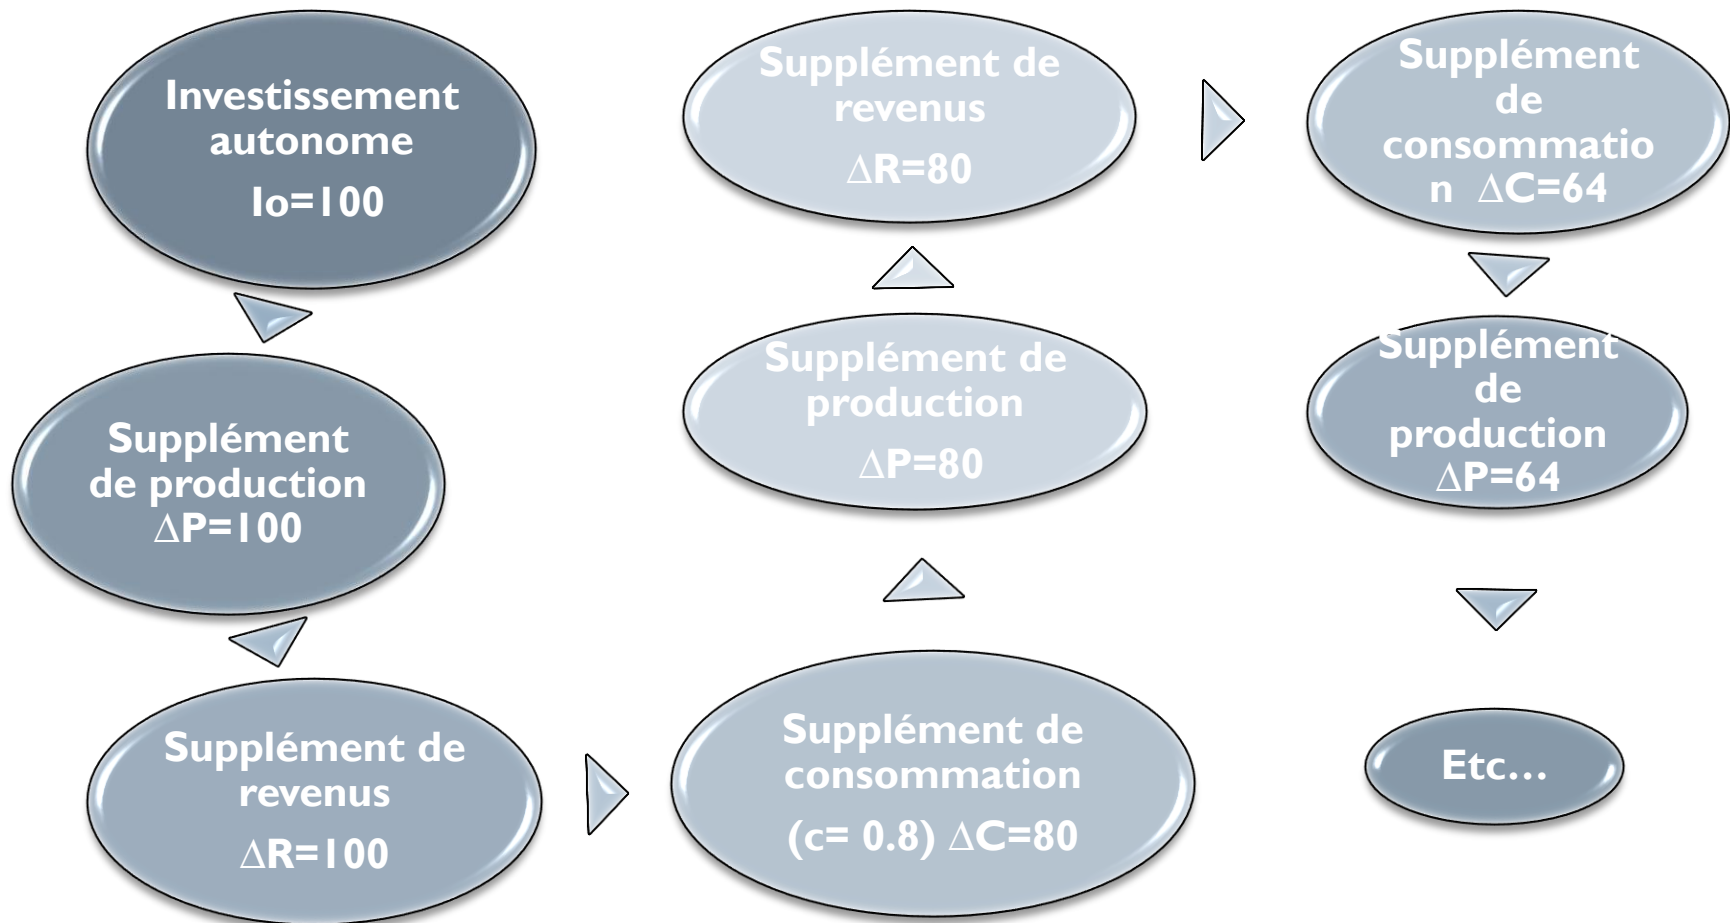 Investissement
autonome
Io=100
Supplément
de production
∆P=100
Supplément de
revenus
∆R=100
Supplément de
consommation
(c= 0.8) ∆C=80
Supplément de
production
∆P=80
Supplément de
revenus
∆R=80
Supplément
de
consommatio
n ∆C=64
Supplément
de
production
∆P=64
Etc...